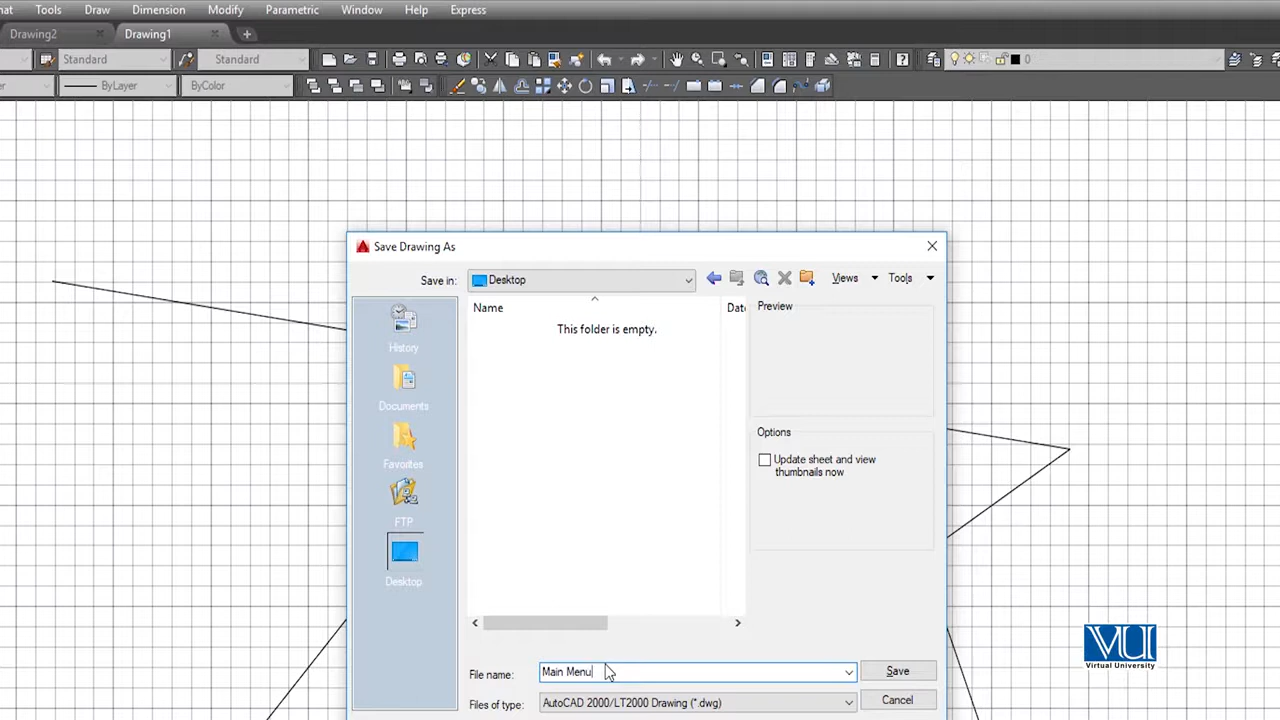 mat Tools Draw Dimension Modify Parametric Window Help Express
Drawing2 Drawing1
Standard Standard 0
ByLayer ByColor
Save Drawing As
Save in: Desktop Views Tools
Name Date
This folder is empty.
Preview
History
Documents
Favorites
FTP
Desktop
Options
Update sheet and view
thumbnails now
File name: Main Menu Save
Files of type: AutoCAD 2000/LT2000 Drawing (*.dwg) Cancel
VU
Virtual University